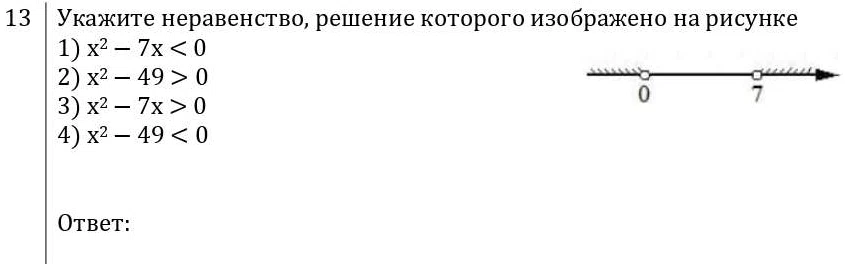 13 Укажите неравенство, решение которого изображено на рисунке
1) x² – 7x < 0
2) x² – 49 > 0
3) x² – 7x > 0
4) x² – 49 < 0
0 7
Ответ: